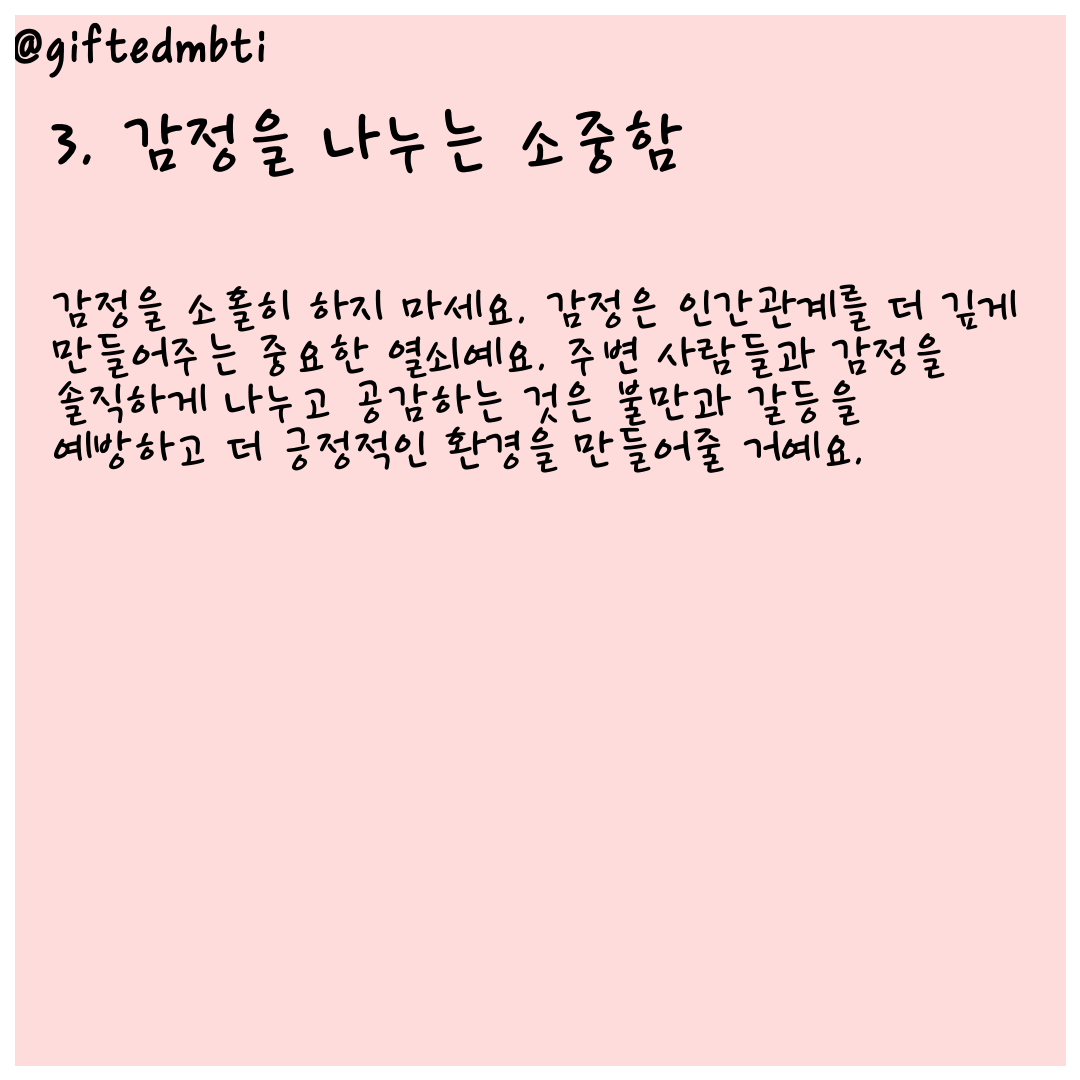 @giftedmbti
3. 감정을 나누는 소중함
감정을 소홀히 하지 마세요. 감정은 인간관계를 더 깊게
만들어주는 중요한 열쇠예요. 주변 사람들과 감정을
솔직하게 나누고 공감하는 것은 불만과 갈등을
예방하고 더 긍정적인 환경을 만들어줄 거예요.